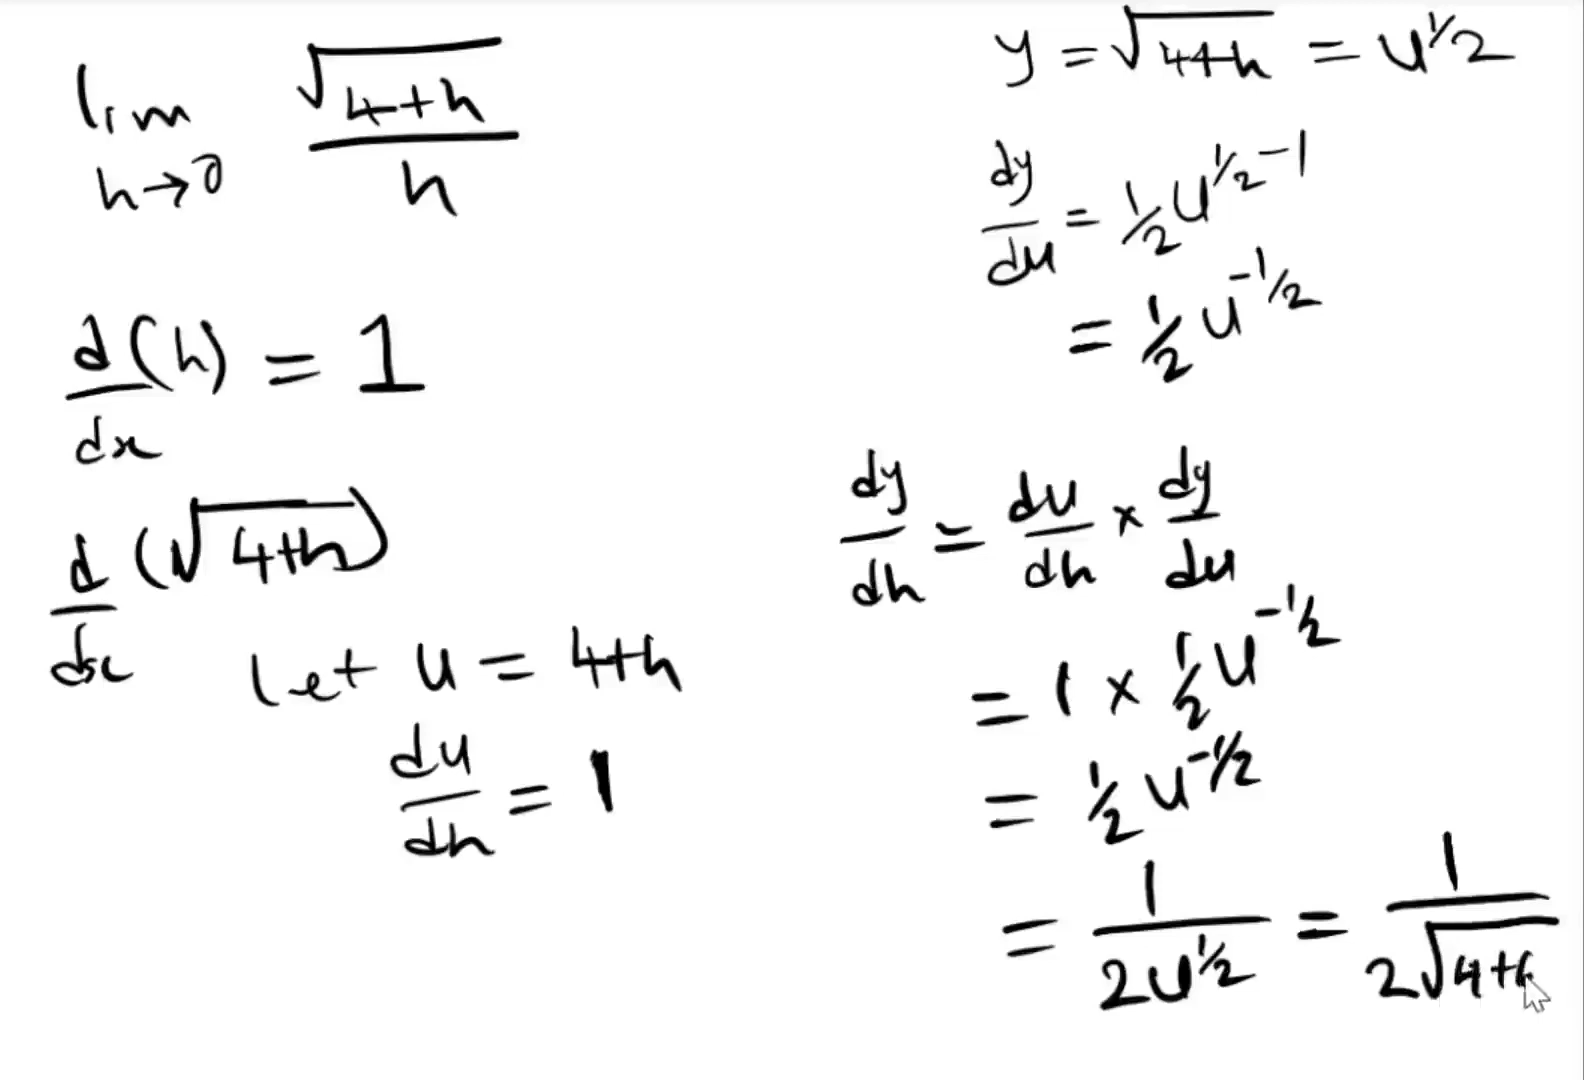 lim h→0 √(4+h) / h
d/dx (h) = 1
d/dx (√(4+h))
let u = 4+h
du/dh = 1
y = √(4+h) = u^1/2
dy/du = 1/2 u^1/2-1
= 1/2 u^-1/2
dy/dh = du/dh × dy/du
= 1 × 1/2 u^-1/2
= 1/2 u^-1/2
= 1 / 2u^1/2 = 1 / 2√4+